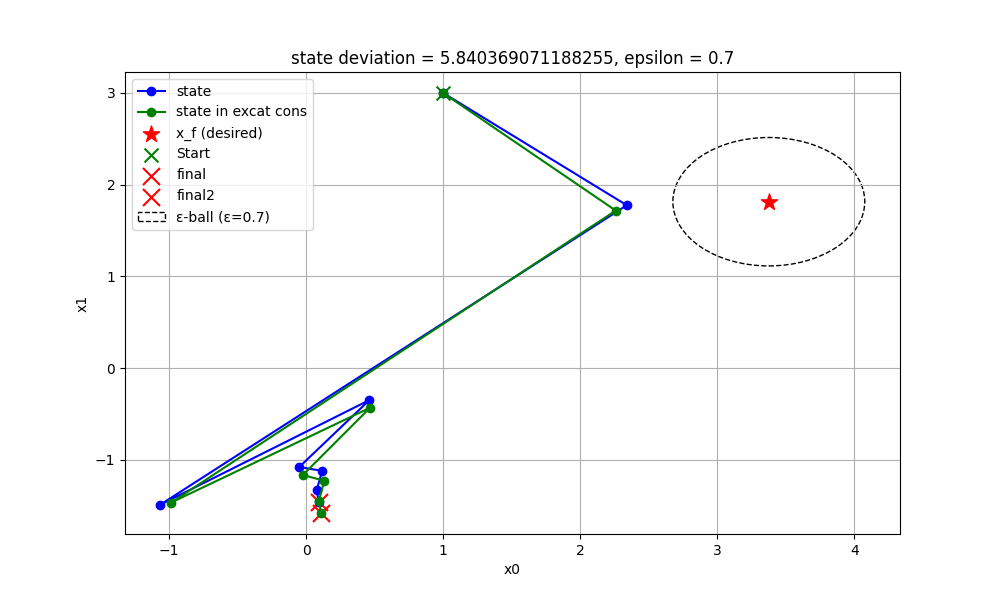 state deviation = 5.840369071188255, epsilon = 0.7
state
state in excat cons
x_f (desired)
Start
final
final2
ε-ball (ε=0.7)
3
2
1
0
−1
x1
−1
0
1
2
3
4
x0